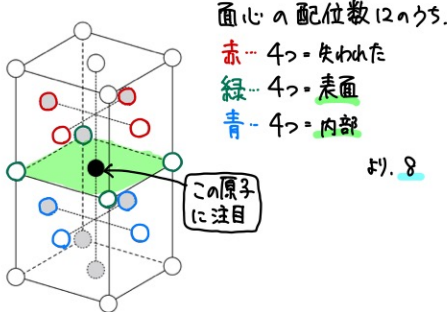 面心の配位数12のうち.
赤… 4つ = 失われた
緑… 4つ = 表面
青… 4つ = 内部
より. 8
この原子
に注目